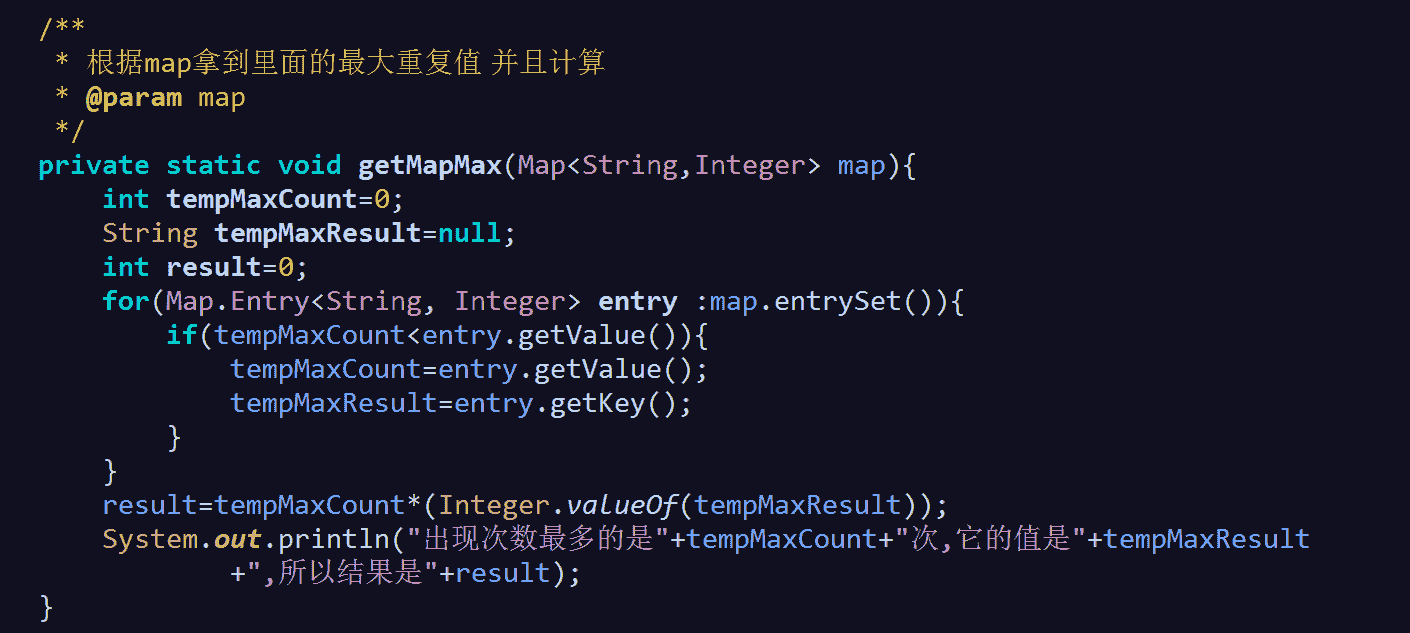 /**
 * 根据map拿到里面的最大重复值 并且计算
 * @param map
 */
private static void getMapMax(Map<String,Integer> map){
    int tempMaxCount=0;
    String tempMaxResult=null;
    int result=0;
    for(Map.Entry<String, Integer> entry :map.entrySet()){
        if(tempMaxCount<entry.getValue()){
            tempMaxCount=entry.getValue();
            tempMaxResult=entry.getKey();
        }
    }
    result=tempMaxCount*(Integer.valueOf(tempMaxResult));
    System.out.println("出现次数最多的是"+tempMaxCount+"次,它的值是"+tempMaxResult
            +",所以结果是"+result);
}